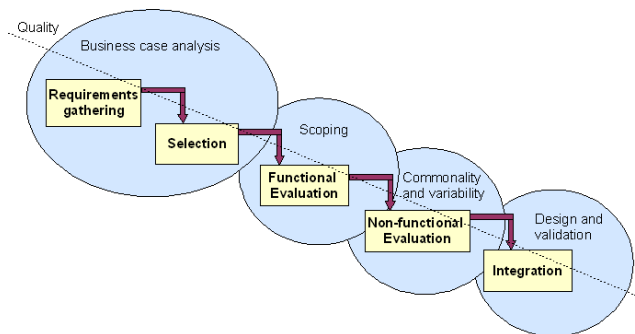 Quality
Business case analysis
Requirements
gathering
Selection
Scoping
Functional
Evaluation
Commonality
and variability
Non-functional
Evaluation
Design and
validation
Integration